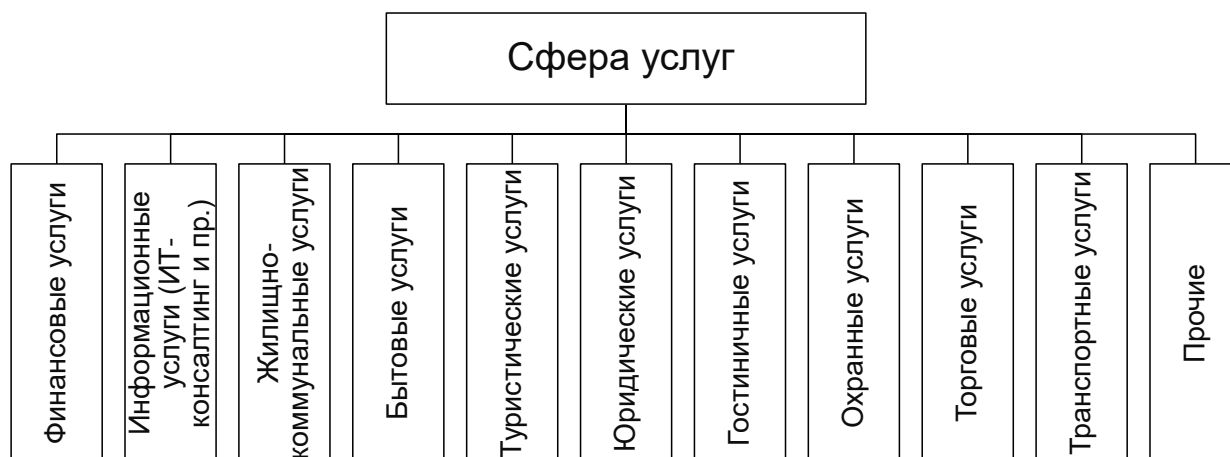 Сфера услуг
Финансовые услуги
Информационные
услуги (ИТ-
консалтинг и пр.)
Жилищно-
коммунальные услуги
Бытовые услуги
Туристические услуги
Юридические услуги
Гостиничные услуги
Охранные услуги
Торговые услуги
Транспортные услуги
Прочие